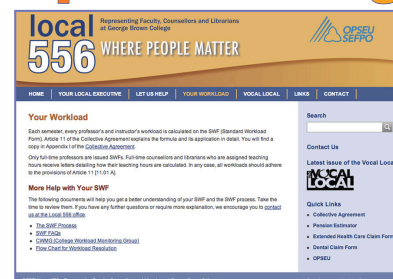 local
556
Representing Faculty, Counsellors and Librarians
at George Brown College
WHERE PEOPLE MATTER
OPSEU
SEFPO
HOME YOUR LOCAL EXECUTIVE LET US HELP YOUR WORKLOAD VOCAL LOCAL LINKS CONTACT
Your Workload
Each semester, every professor's and instructor's workload is calculated on the SWF (Standard Workload
Form). Article 11 of the Collective Agreement explains the formula and its application in detail. You will find a
copy in Appendix I of the Collective Agreement.
Only full-time professors are issued SWFs. Full-time counsellors and librarians who are assigned teaching
hours receive letters detailing how their teaching hours are calculated. In any case, all workloads should adhere
to the provisions of Article 11 [11.01 A].
More Help with Your SWF
The following documents will help you get a better understanding of your SWF and the SWF process. Take the
time to review them. If you have any further questions or require more explanation, we encourage you to contact
us at the Local 556 office.
The SWF Process
SWF FAQs
CWMG (College Workload Monitoring Group)
Flow Chart for Workload Resolution
Search
Contact Us
Latest issue of the Vocal Loca
VOCAL
LOCAL
Quick Links
Collective Agreement
Pension Estimator
Extended Health Care Claim Form
Dental Claim Form
OPSEU